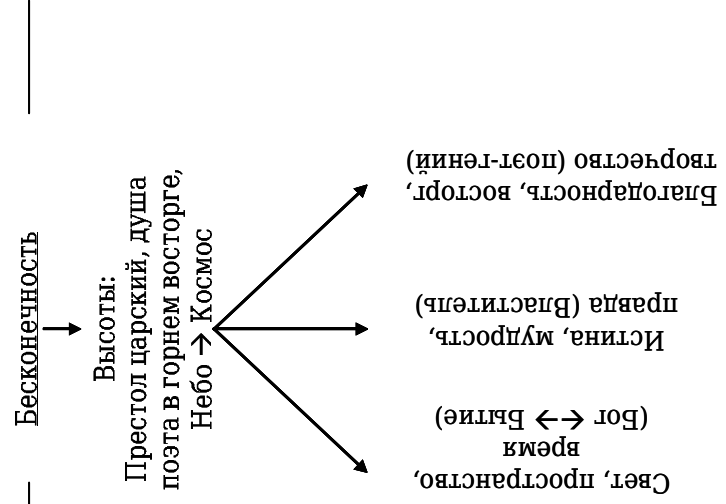 Бесконечность
Высоты:
Престол царский, душа
поэта в горнем восторге,
Небо → Космос
Благодарность, восторг,
творчество (поэт-гений)
Истина, мудрость,
правда (Властитель)
Свет, пространство,
время
(Бог ←→ Бытие)